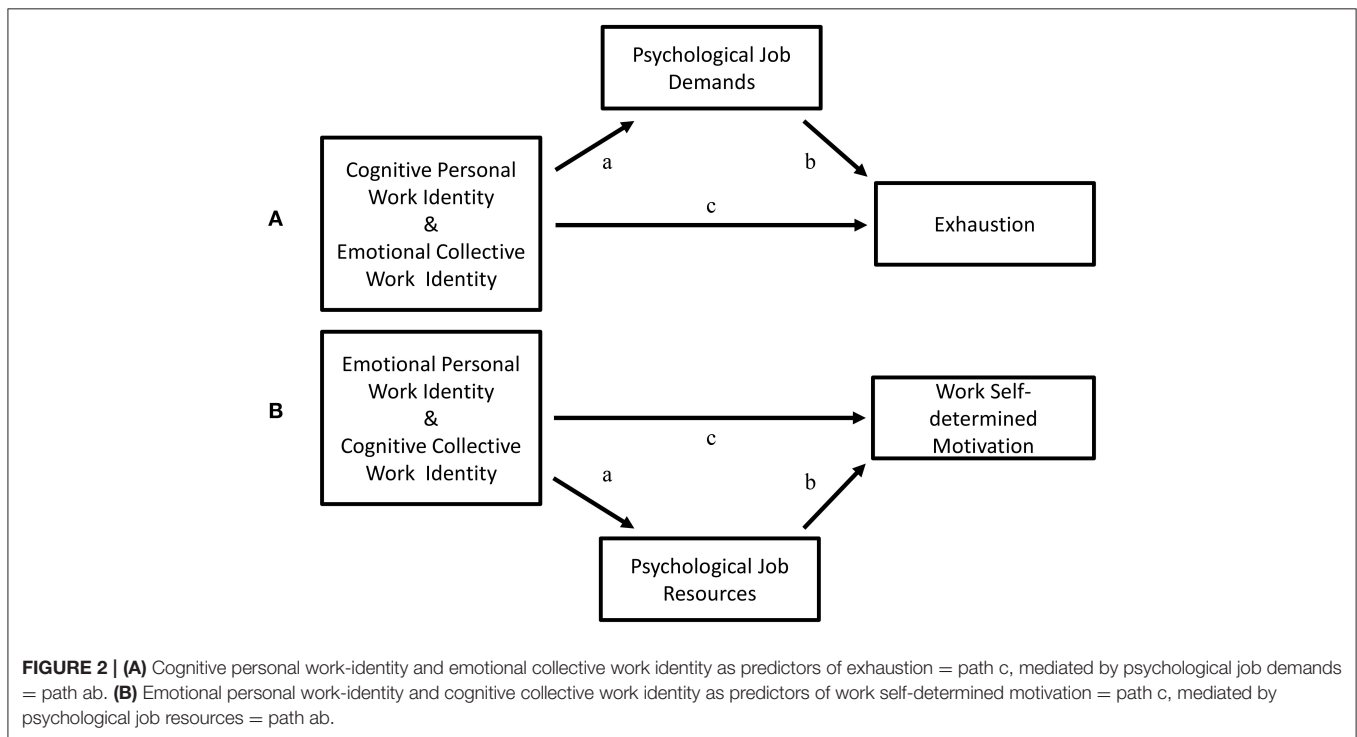 Psychological Job
Demands
a
b
A
Cognitive Personal
Work Identity
&
Emotional Collective
Work  Identity
c
Exhaustion
B
Emotional Personal
Work Identity
&
Cognitive Collective
Work  Identity
c
Work Self-
determined
Motivation
a
b
Psychological Job
Resources
FIGURE 2 | (A) Cognitive personal work-identity and emotional collective work identity as predictors of exhaustion = path c, mediated by psychological job demands
= path ab. (B) Emotional personal work-identity and cognitive collective work identity as predictors of work self-determined motivation = path c, mediated by
psychological job resources = path ab.